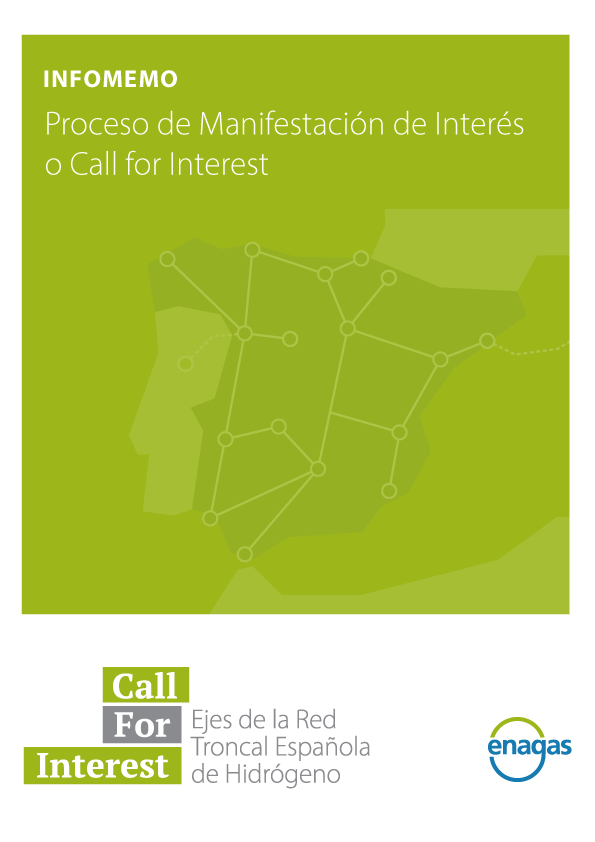 INFOMEMO
Proceso de Manifestación de Interés
o Call for Interest
Call
For
Interest
Ejes de la Red
Troncal Española
de Hidrógeno
enagas